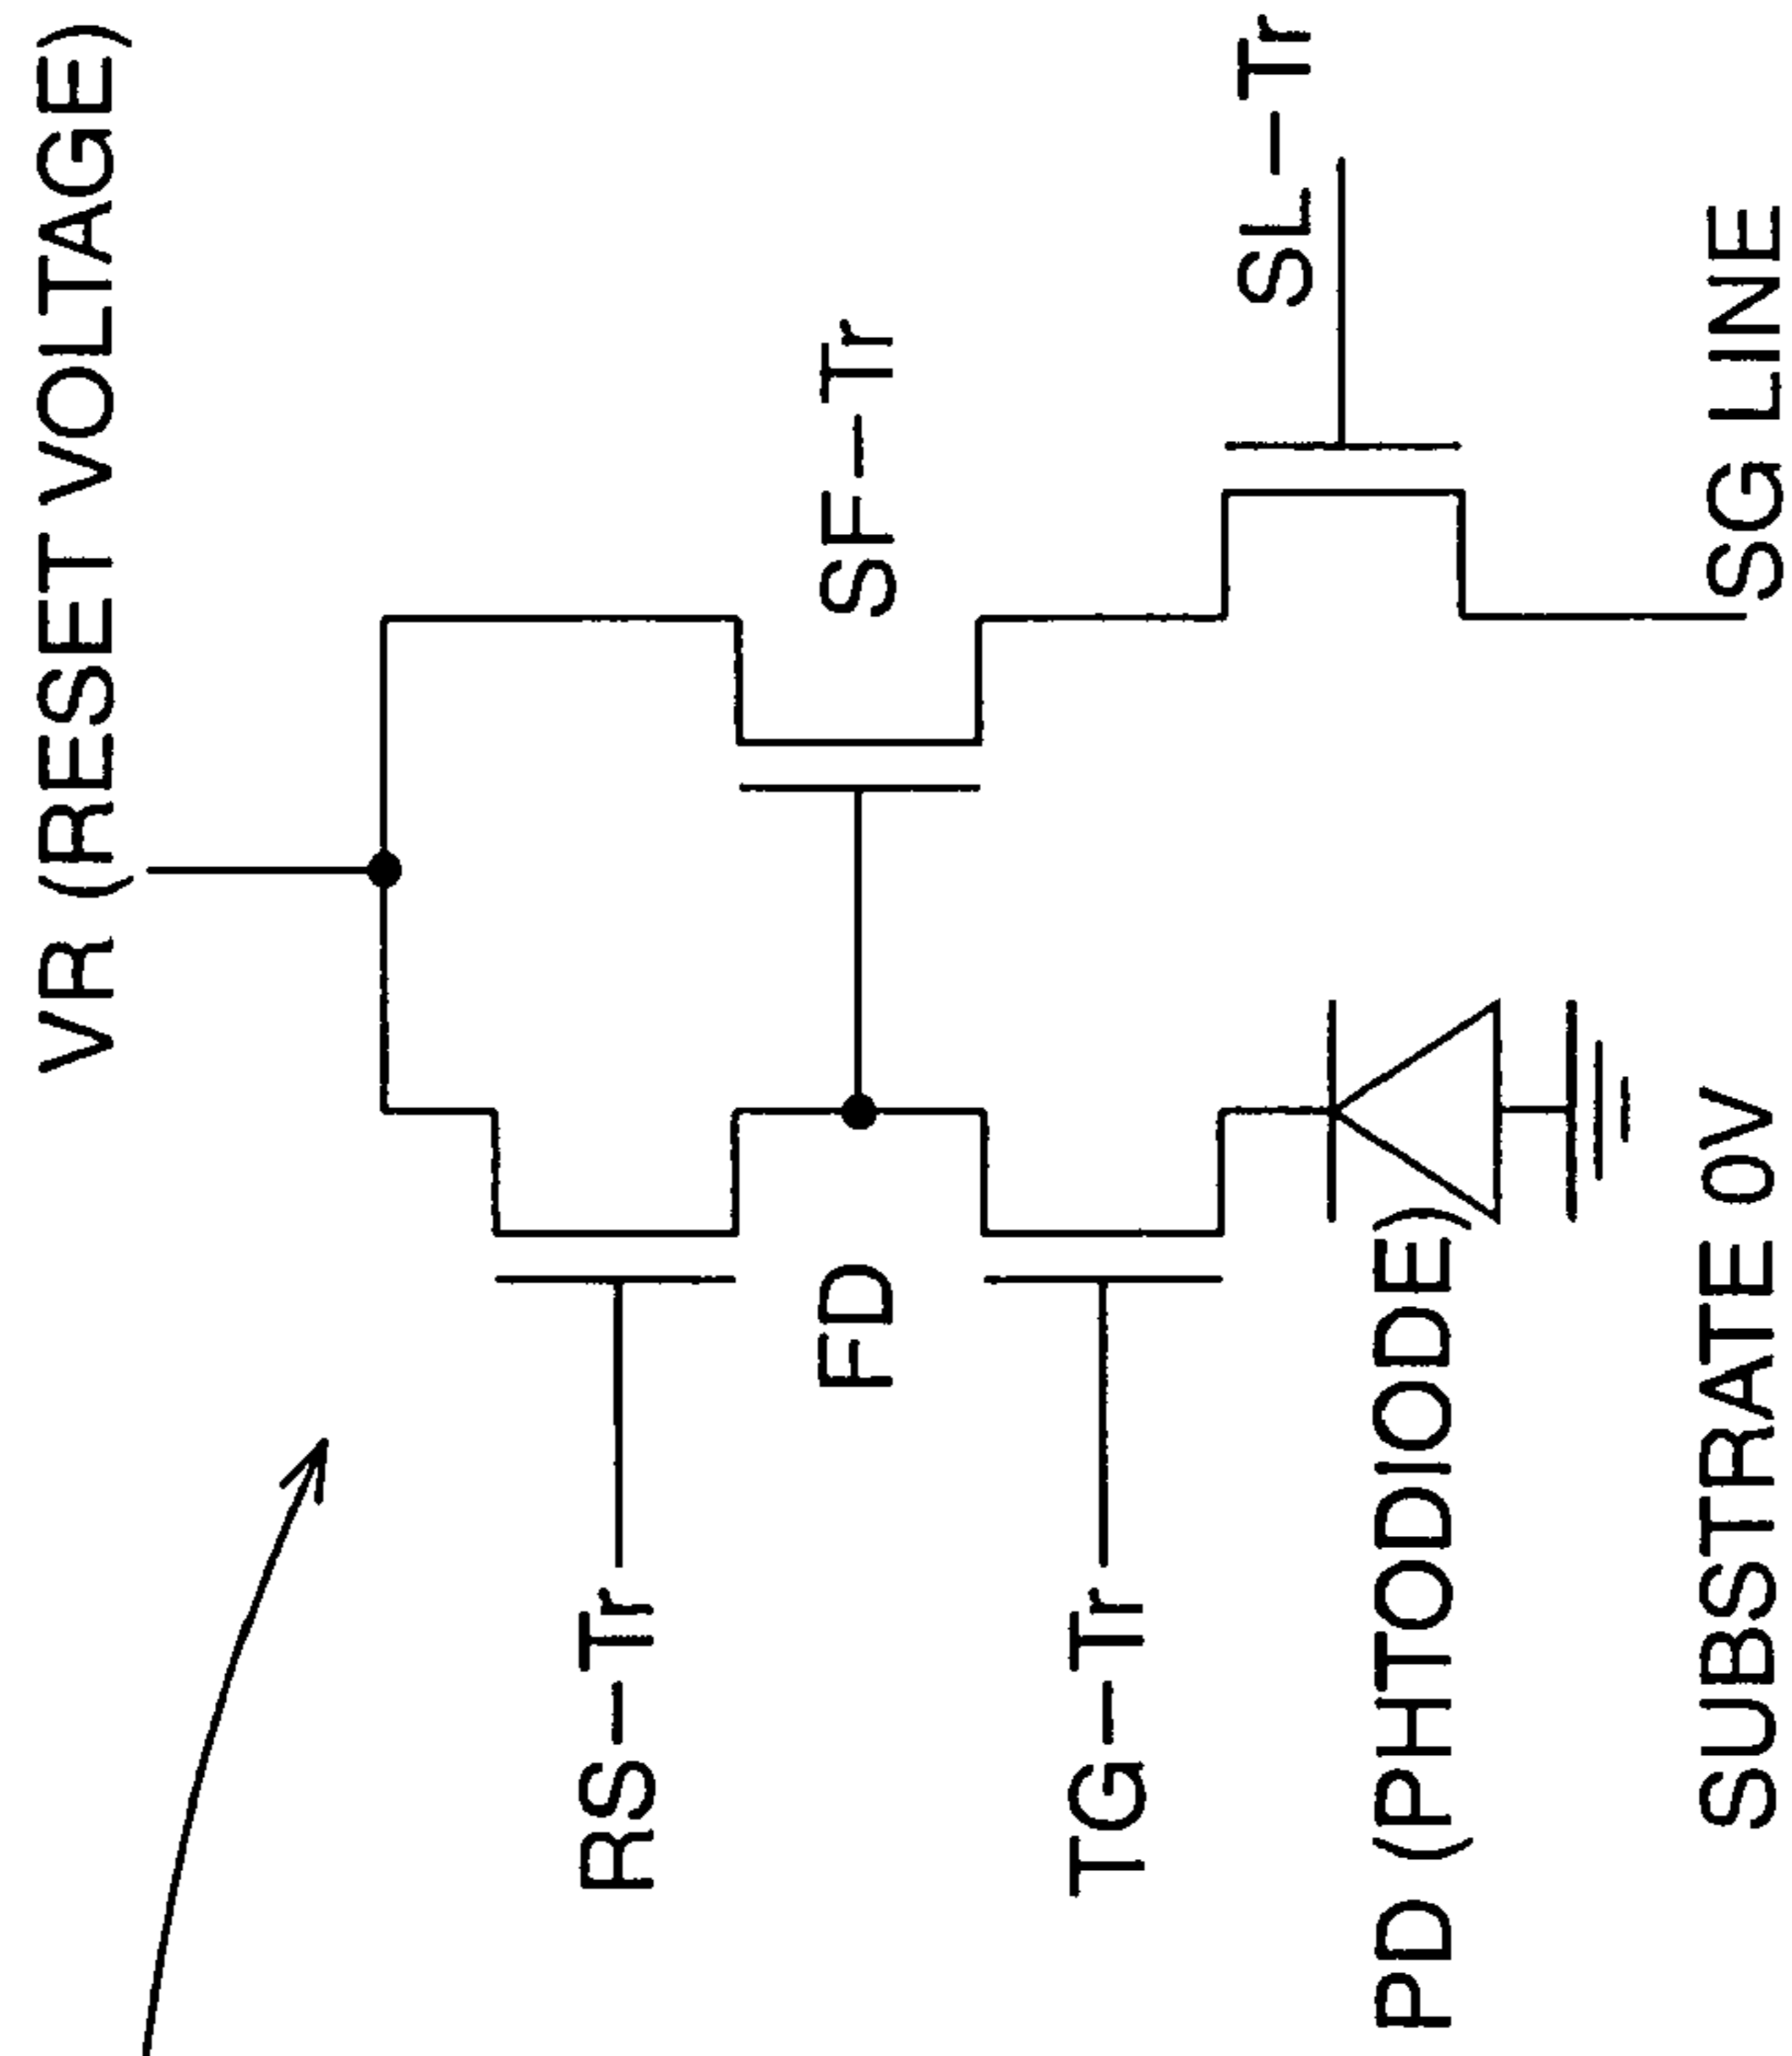 VR (RESET VOLTAGE)
RS-Tr
FD
SF-Tr
TG-Tr
SL-Tr
PD (PHTODIODE)
SUBSTRATE 0V
SG LINE